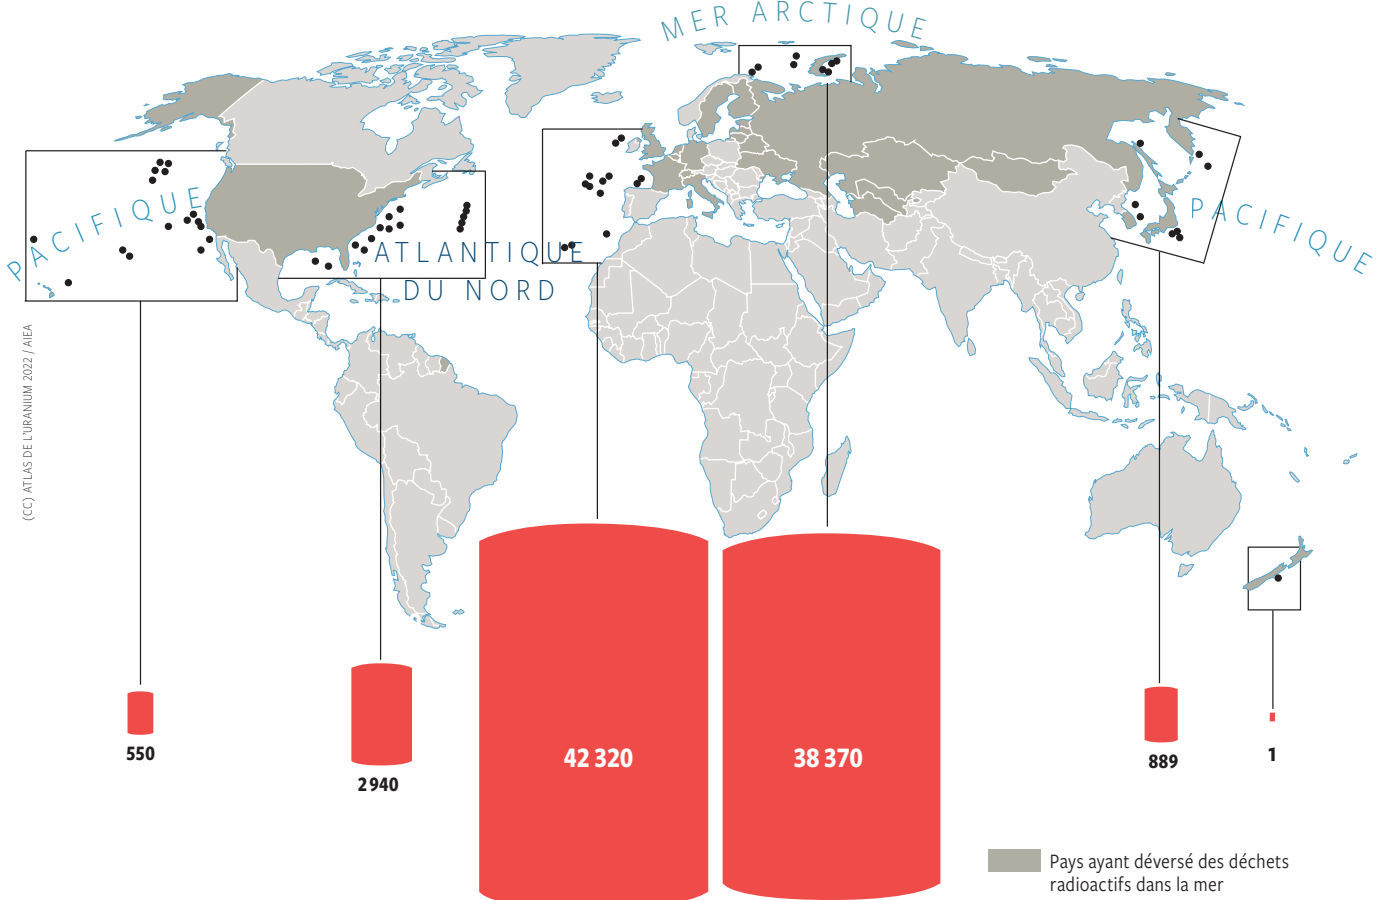 MER ARCTIQUE
PACIFIQUE
ATLANTIQUE
DU NORD
PACIFIQUE
(CC) ATLAS DE L'URANIUM 2022 / AIEA
550
2 940
42 320
38 370
889
1
Pays ayant déversé des déchets
radioactifs dans la mer